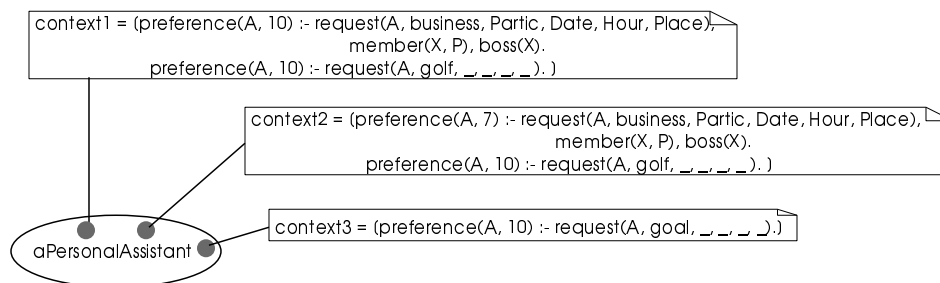 context1 = [preference(A, 10) :- request(A, business, Partic, Date, Hour, Place),
member(X, P), boss(X).
preference(A, 10) :- request(A, golf, _, _, _, _ ). ]
context2 = [preference(A, 7) :- request(A, business, Partic, Date, Hour, Place),
member(X, P), boss(X).
preference(A, 10) :- request(A, golf, _, _, _, _ ). ]
context3 = [preference(A, 10) :- request(A, goal, _, _, _, _).]
aPersonalAssistant